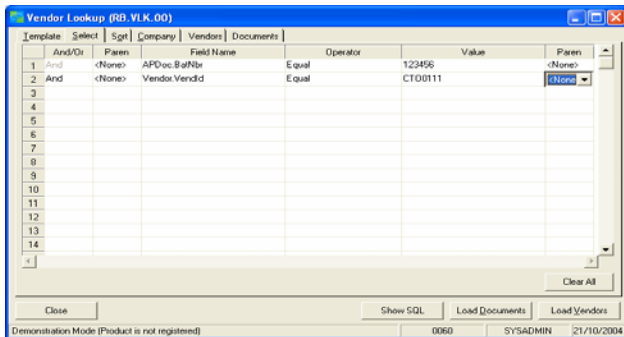 Vendor Lookup (RB.VLK.00)
Template Select Sort Company Vendors Documents
And/Or Paren Field Name Operator Value Paren
1 And <None> APDoc.BatNbr Equal 123456 <None>
2 And <None> Vendor.VendId Equal CTO0111 <None
3
4
5
6
7
8
9
10
11
12
13
14
Clear All
Close Show SQL Load Documents Load Vendors
Demonstration Mode (Product is not registered) 0060 SYSADMIN 21/10/2004